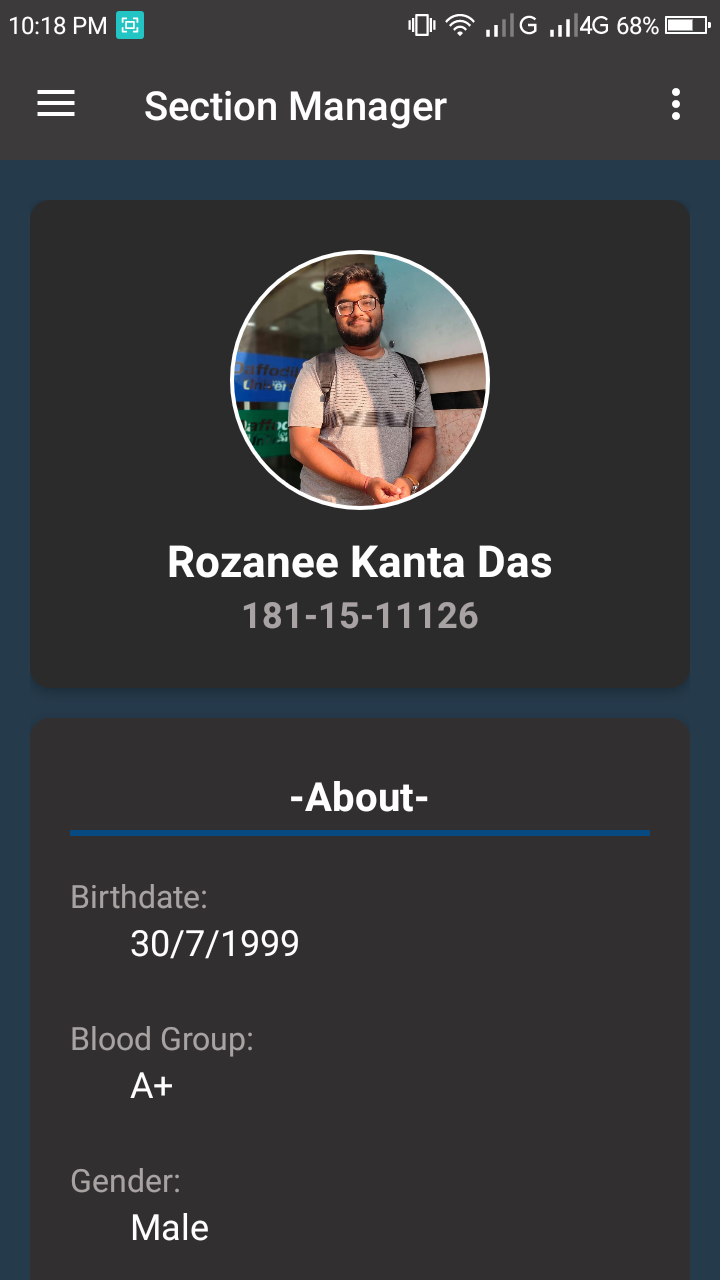 10:18 PM G 4G 68%
Section Manager
Rozanee Kanta Das
181-15-11126
-About-
Birthdate:
30/7/1999
Blood Group:
A+
Gender:
Male